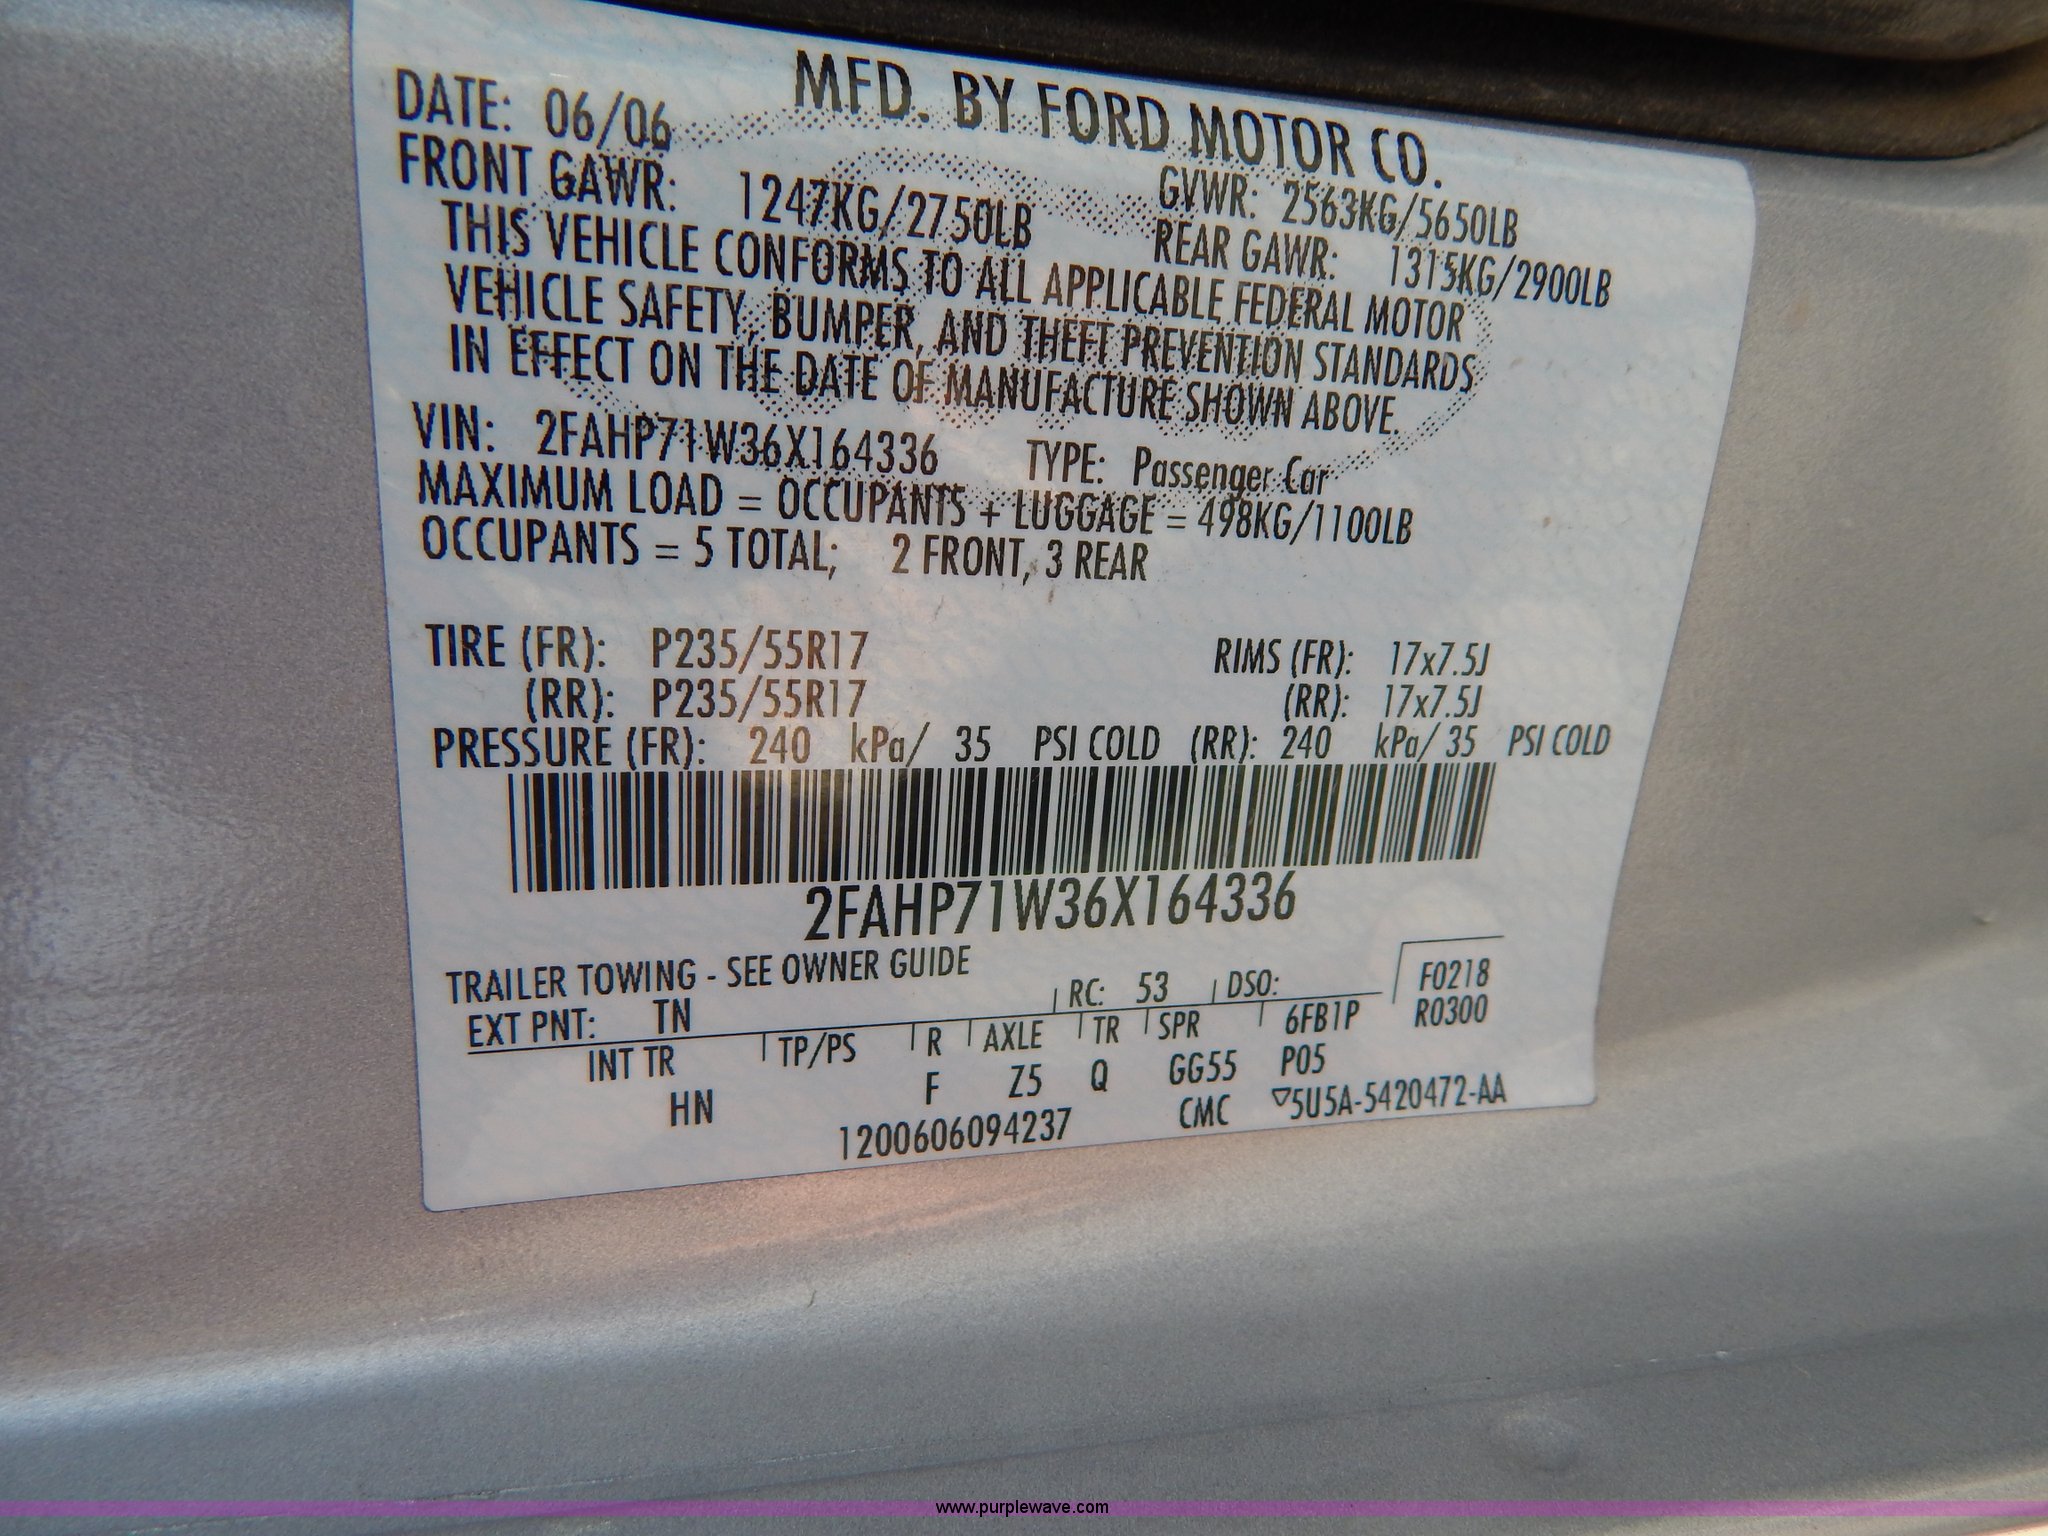 MFD. BY FORD MOTOR CO.
DATE: 06/06 GVWR: 2563KG/5650LB
FRONT GAWR: 1247KG/2750LB REAR GAWR: 1315KG/2900LB
THIS VEHICLE CONFORMS TO ALL APPLICABLE FEDERAL MOTOR
VEHICLE SAFETY, BUMPER, AND THEFT PREVENTION STANDARDS
IN EFFECT ON THE DATE OF MANUFACTURE SHOWN ABOVE.
VIN: 2FAHP71W36X164336 TYPE: Passenger Car
MAXIMUM LOAD = OCCUPANTS + LUGGAGE = 498KG/1100LB
OCCUPANTS = 5 TOTAL; 2 FRONT, 3 REAR
TIRE (FR): P235/55R17 RIMS (FR): 17x7.5J
(RR): P235/55R17 (RR): 17x7.5J
PRESSURE (FR): 240 kPa/ 35 PSI COLD (RR): 240 kPa/ 35 PSI COLD
2FAHP71W36X164336
TRAILER TOWING - SEE OWNER GUIDE
EXT PNT: TN RC: 53 DSO: F0218
INT TR TP/PS R AXLE TR SPR 6FB1P R0300
HN F Z5 Q GG55 P05
1200606094237 CMC ▽5U5A-5420472-AA
www.purplewave.com